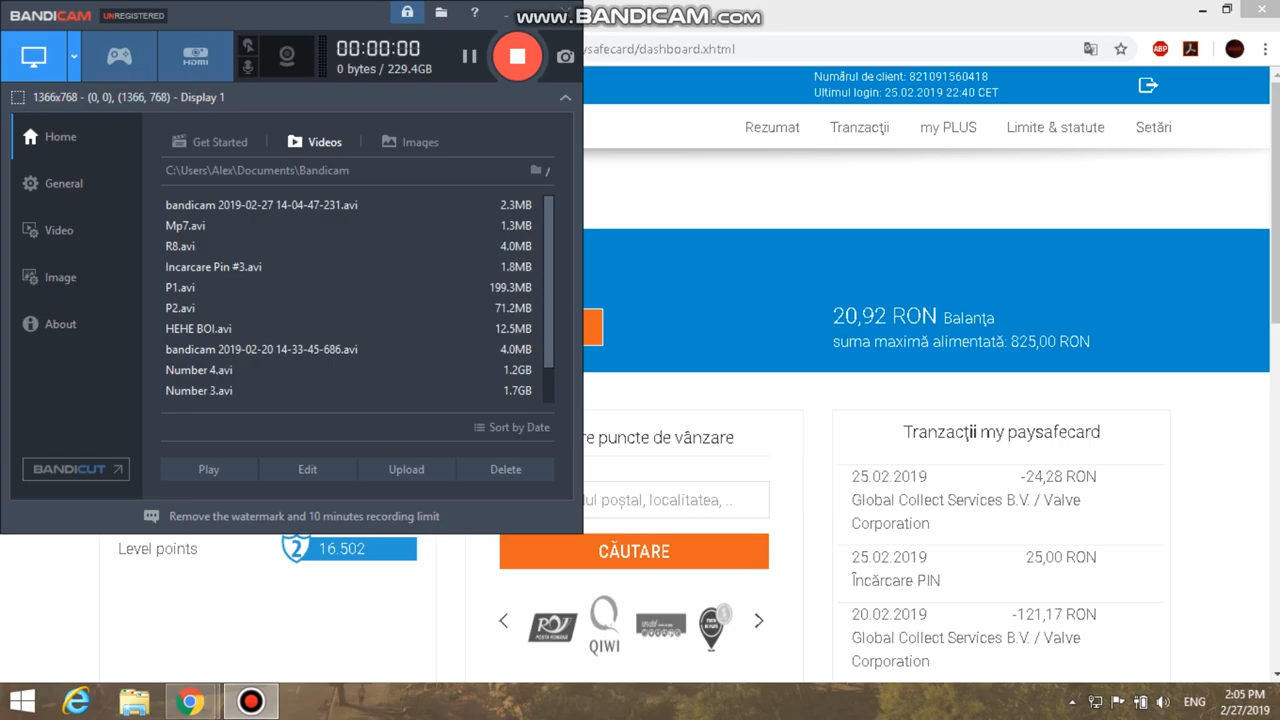 www.BANDICAM.com
BANDICAM UNREGISTERED
?
HDMI
00:00:00
0 bytes / 229.4GB
1366x768 - (0, 0), (1366, 768) - Display 1
Home
General
Video
Image
About
BANDICUT
Get Started
Videos
Images
C:\Users\Alex\Documents\Bandicam
/
bandicam 2019-02-27 14-04-47-231.avi 2.3MB
Mp7.avi 1.3MB
R8.avi 4.0MB
Incarcare Pin #3.avi 1.8MB
P1.avi 199.3MB
P2.avi 71.2MB
HEHE BOI.avi 12.5MB
bandicam 2019-02-20 14-33-45-686.avi 4.0MB
Number 4.avi 1.2GB
Number 3.avi 1.7GB
Sort by Date
Play Edit Upload Delete
Remove the watermark and 10 minutes recording limit
ysafecard/dashboard.xhtml
ABP
Numărul de client: 821091560418
Ultimul login: 25.02.2019 22:40 CET
Rezumat Tranzacții my PLUS Limite & statute Setări
20,92 RON Balanța
suma maximă alimentată: 825,00 RON
Level points 2 16.502
re puncte de vânzare
ul poștal, localitatea, ..
CĂUTARE
QIWI
Tranzacții my paysafecard
25.02.2019 -24,28 RON
Global Collect Services B.V. / Valve
Corporation
25.02.2019 25,00 RON
Încărcare PIN
20.02.2019 -121,17 RON
Global Collect Services B.V. / Valve
Corporation
ENG
2:05 PM
2/27/2019